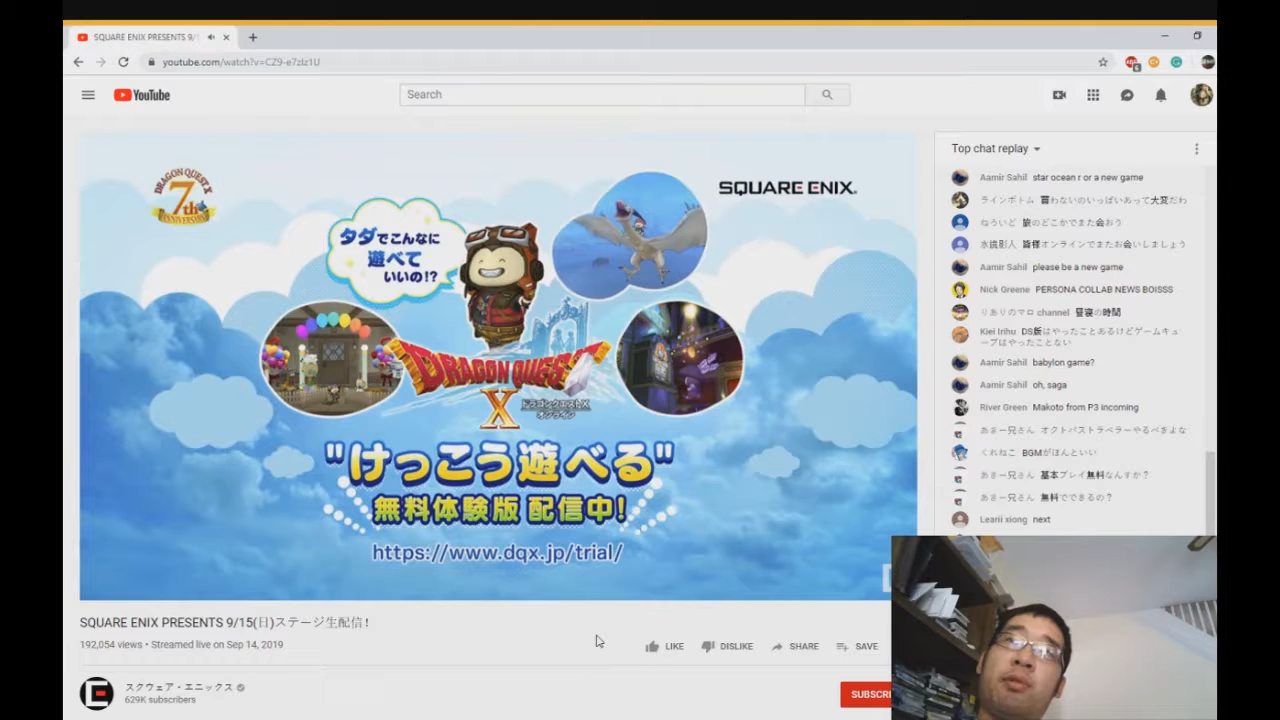 SQUARE ENIX PRESENTS 9/1
youtube.com/watch?v=CZ9-e7zIz1U
YouTube
Search
DRAGON QUEST X
7th
ANNIVERSARY
SQUARE ENIX.
タダでこんなに
遊べて
いいの!?
DRAGON QUEST
X
ドラゴンクエストX
オンライン
"けっこう遊べる"
無料体験版 配信中!
https://www.dqx.jp/trial/
Top chat replay
Aamir Sahil star ocean r or a new game
ラインボトム 買わないのいっぱいあって大変だわ
ねろいど 旅のどこかでまた会おう
水鏡影人 皆様オンラインでまたお会いしましょう
Aamir Sahil please be a new game
Nick Greene PERSONA COLLAB NEWS BOISSS
りありのマロ channel 昼寝の時間
Kiei Irihu DS版はやったことあるけどゲームキュ
ーブはやったことない
Aamir Sahil babylon game?
Aamir Sahil oh, saga
River Green Makoto from P3 incoming
あまー兄さん オクトパストラベラーやるべきよな
くれねこ BGMがほんといい
あまー兄さん 基本プレイ無料なんすか?
あまー兄さん 無料でできるの?
Learii xiong next
SQUARE ENIX PRESENTS 9/15(日)ステージ生配信!
192,054 views • Streamed live on Sep 14, 2019
LIKE
DISLIKE
SHARE
SAVE
スクウェア・エニックス
629K subscribers
SUBSCRI